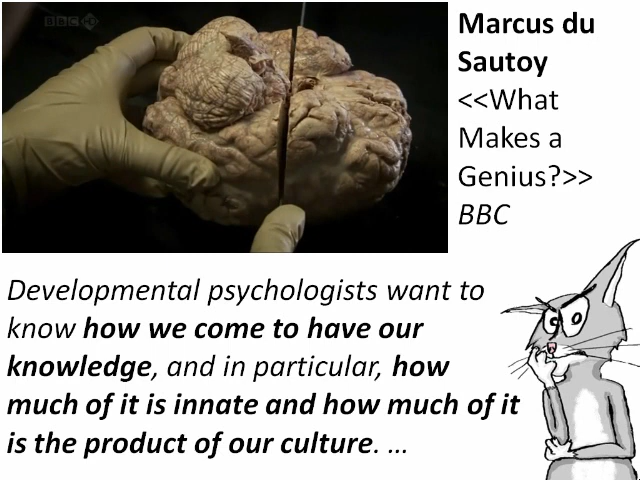 BBC HD
Marcus du
Sautoy
<<What
Makes a
Genius?>>
BBC
Developmental psychologists want to
know how we come to have our
knowledge, and in particular, how
much of it is innate and how much of it
is the product of our culture. …